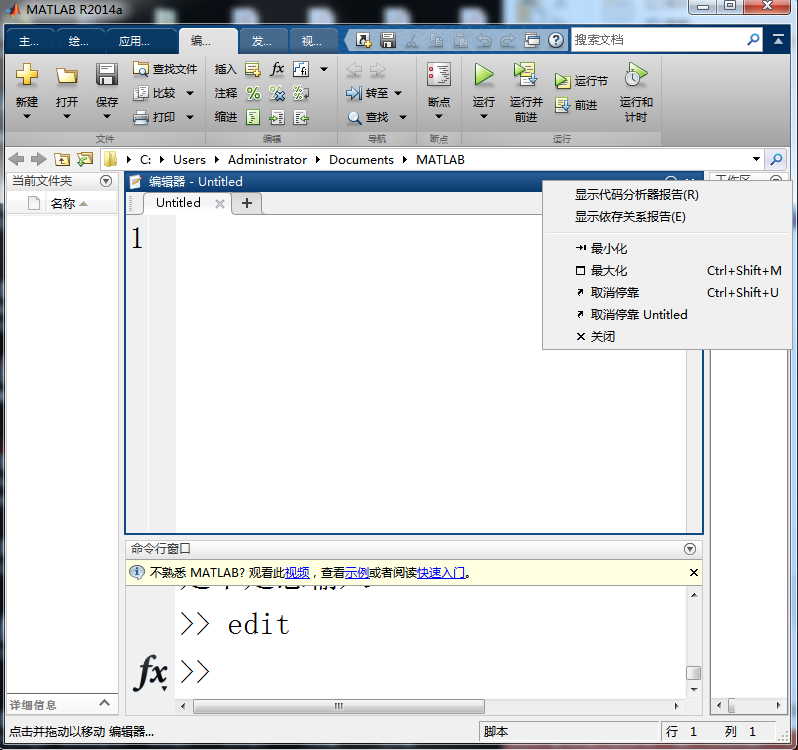 MATLAB R2014a
主... 绘... 应用... 编... 发... 视... 搜索文档
新建 打开 保存 查找文件 比较 打印
文件
插入 fx
注释 % % %
缩进
编辑
转至 查找
导航
断点
断点
运行 运行并前进 运行节 前进 运行和计时
运行
C: Users Administrator Documents MATLAB
当前文件夹
名称
编辑器 - Untitled
Untitled +
1
工作区
显示代码分析器报告(R)
显示依存关系报告(E)
最小化
最大化 Ctrl+Shift+M
取消停靠 Ctrl+Shift+U
取消停靠 Untitled
关闭
命令行窗口
不熟悉 MATLAB? 观看此视频, 查看示例或者阅读快速入门。
>> edit
fx >>
详细信息
点击并拖动以移动 编辑器... 脚本 行 1 列 1